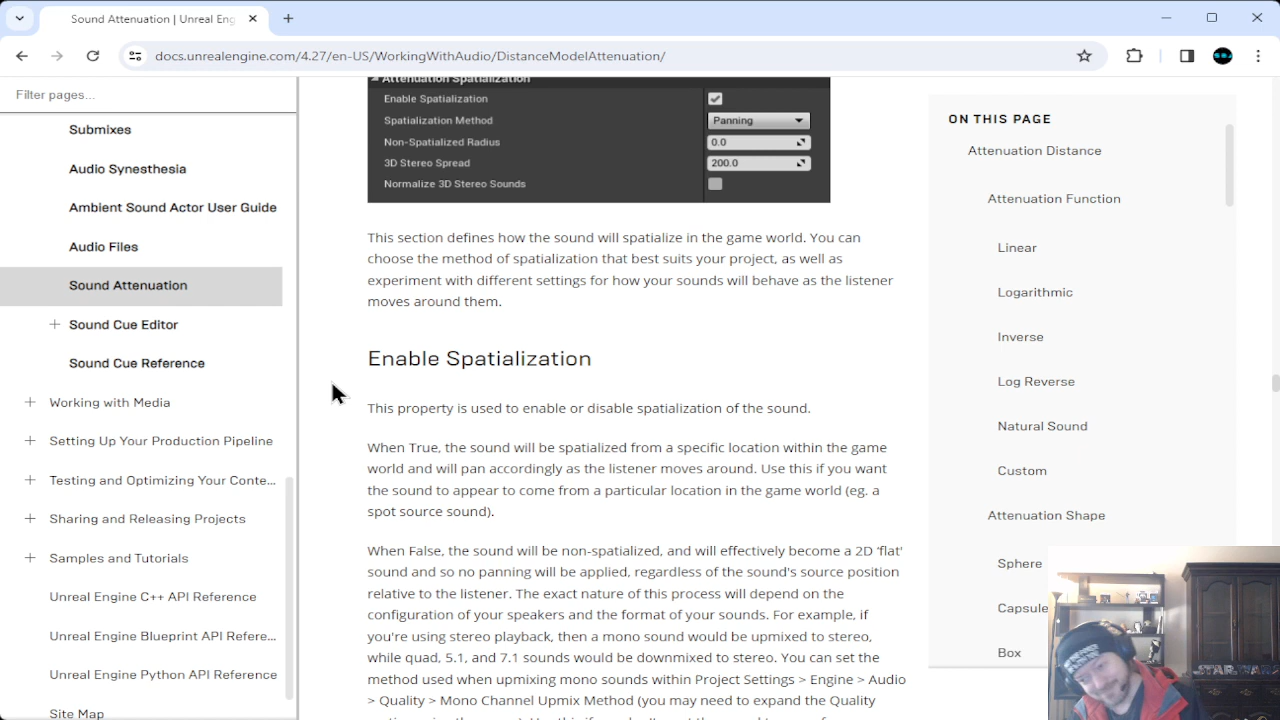 Sound Attenuation | Unreal Eng
docs.unrealengine.com/4.27/en-US/WorkingWithAudio/DistanceModelAttenuation/
Filter pages...
Submixes
Audio Synesthesia
Ambient Sound Actor User Guide
Audio Files
Sound Attenuation
Sound Cue Editor
Sound Cue Reference
Working with Media
Setting Up Your Production Pipeline
Testing and Optimizing Your Conte...
Sharing and Releasing Projects
Samples and Tutorials
Unreal Engine C++ API Reference
Unreal Engine Blueprint API Refere...
Unreal Engine Python API Reference
Site Map
Attenuation Spatialization
Enable Spatialization
Spatialization Method Panning
Non-Spatialized Radius 0.0
3D Stereo Spread 200.0
Normalize 3D Stereo Sounds
This section defines how the sound will spatialize in the game world. You can
choose the method of spatialization that best suits your project, as well as
experiment with different settings for how your sounds will behave as the listener
moves around them.
Enable Spatialization
This property is used to enable or disable spatialization of the sound.
When True, the sound will be spatialized from a specific location within the game
world and will pan accordingly as the listener moves around. Use this if you want
the sound to appear to come from a particular location in the game world (eg. a
spot source sound).
When False, the sound will be non-spatialized, and will effectively become a 2D 'flat'
sound and so no panning will be applied, regardless of the sound's source position
relative to the listener. The exact nature of this process will depend on the
configuration of your speakers and the format of your sounds. For example, if
you're using stereo playback, then a mono sound would be upmixed to stereo,
while quad, 5.1, and 7.1 sounds would be downmixed to stereo. You can set the
method used when upmixing mono sounds within Project Settings > Engine > Audio
> Quality > Mono Channel Upmix Method (you may need to expand the Quality
ON THIS PAGE
Attenuation Distance
Attenuation Function
Linear
Logarithmic
Inverse
Log Reverse
Natural Sound
Custom
Attenuation Shape
Sphere
Capsule
Box
STAR WARS